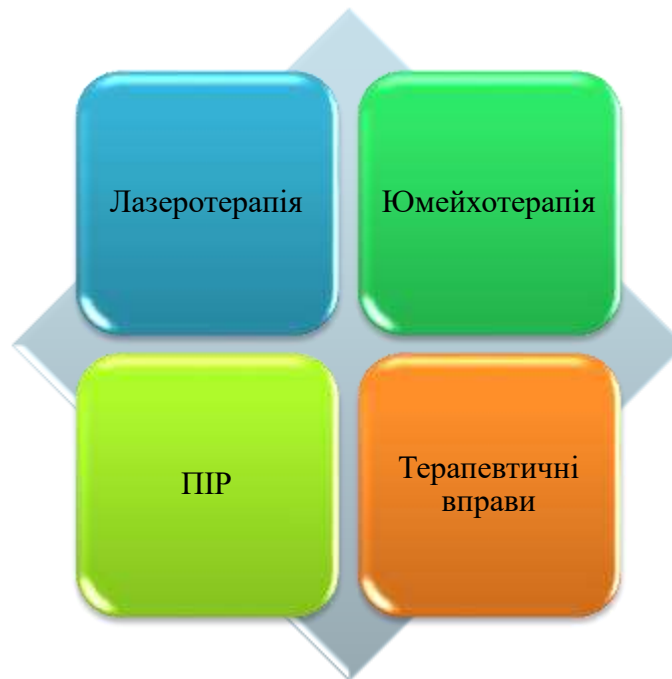 Лазеротерапія
Юмейхотерапія
ПІР
Терапевтичні
вправи